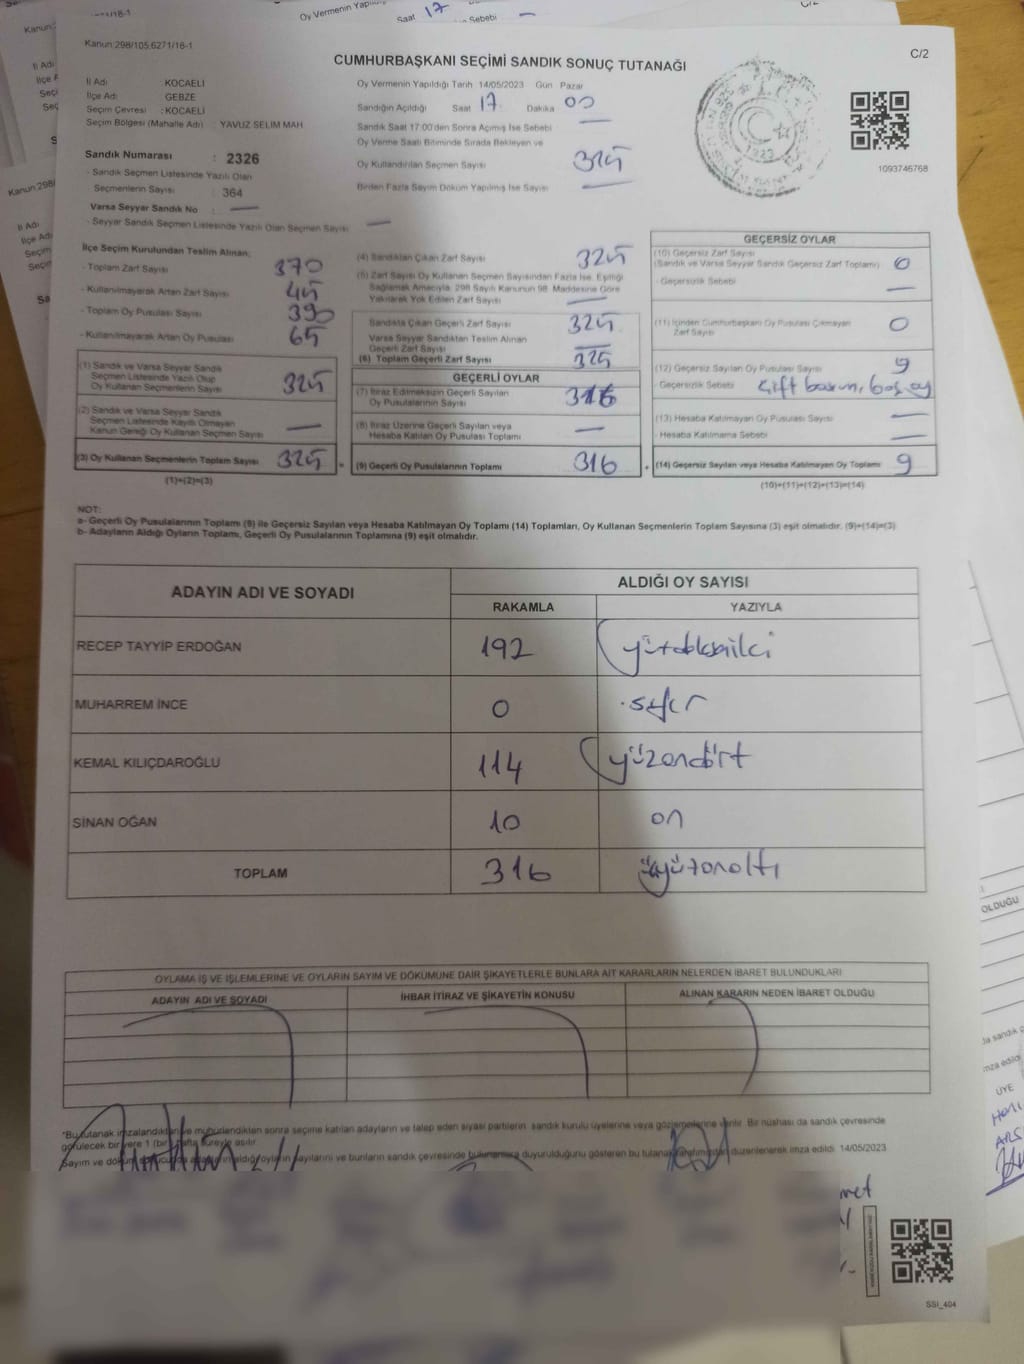 Kanun:298/105,6271/16-1
C/2
CUMHURBAŞKANI SEÇİMİ SANDIK SONUÇ TUTANAĞI
İl Adı : KOCAELİ
İlçe Adı : GEBZE
Seçim Çevresi : KOCAELİ
Seçim Bölgesi (Mahalle Adı) : YAVUZ SELİM MAH
Sandık Numarası : 2326
- Sandık Seçmen Listesinde Yazılı Olan
Seçmenlerin Sayısı : 364
Varsa Seyyar Sandık No : —
- Seyyar Sandık Seçmen Listesinde Yazılı Olan Seçmen Sayısı —
Oy Vermenin Yapıldığı Tarih 14/05/2023 Gün Pazar
Sandığın Açıldığı Saat 17: Dakika 00
Sandık Saat 17:00'den Sonra Açımış İse Sebebi —
Oy Verme Saati Bitiminde Sırada Bekleyen ve
Oy Kullandırılan Seçmen Sayısı 325
Birden Fazla Sayım Döküm Yapılmış İse Sayısı —
1923
1093746768
İlçe Seçim Kurulundan Teslim Alınan:
- Toplam Zarf Sayısı 370
- Kullanılmayarak Artan Zarf Sayısı 45
- Toplam Oy Pusulası Sayısı 390
- Kullanılmayarak Artan Oy Pusulası 65
(1) Sandık ve Varsa Seyyar Sandık
Seçmen Listesinde Yazılı Olup
Oy Kullanan Seçmenlerin Sayısı 325
(2) Sandık ve Varsa Seyyar Sandık
Seçmen Listesinde Kayıtlı Olmayan
Kanun Gereği Oy Kullanan Seçmen Sayısı —
(3) Oy Kullanan Seçmenlerin Toplam Sayısı 325
(1)+(2)=(3)
(4) Sandıktan Çıkan Zarf Sayısı 325
(5) Zarf Sayısı Oy Kullanan Seçmen Sayısından Fazla İse, Eşitliği
Sağlamak Amacıyla, 298 Sayılı Kanunun 98. Maddesine Göre
Yakılarak Yok Edilen Zarf Sayısı —
Sandıkta Çıkan Geçerli Zarf Sayısı 325
Varsa Seyyar Sandıktan Teslim Alınan
Geçerli Zarf Sayısı —
(6) Toplam Geçerli Zarf Sayısı 325
GEÇERLİ OYLAR
(7) İtiraz Edilmeksizin Geçerli Sayılan
Oy Pusulalarının Sayısı 316
(8) İtiraz Üzerine Geçerli Sayılan veya
Hesaba Katılan Oy Pusulası Toplamı —
= (9) Geçerli Oy Pusulalarının Toplamı 316
GEÇERSİZ OYLAR
(10) Geçersiz Zarf Sayısı
(Sandık ve Varsa Seyyar Sandık Geçersiz Zarf Toplamı) 0
- Geçersizlik Sebebi —
(11) İçinden Cumhurbaşkanı Oy Pusulası Çıkmayan
Zarf Sayısı 0
(12) Geçersiz Sayılan Oy Pusulası Sayısı 9
- Geçersizlik Sebebi çift basım, boş oy
(13) Hesaba Katılmayan Oy Pusulası Sayısı —
- Hesaba Katılmama Sebebi —
+ (14) Geçersiz Sayılan veya Hesaba Katılmayan Oy Toplamı 9
(10)+(11)+(12)+(13)=(14)
NOT:
a- Geçerli Oy Pusulalarının Toplamı (9) ile Geçersiz Sayılan veya Hesaba Katılmayan Oy Toplamı (14) Toplamları, Oy Kullanan Seçmenlerin Toplam Sayısına (3) eşit olmalıdır. (9)+(14)=(3)
b- Adayların Aldığı Oyların Toplamı, Geçerli Oy Pusulalarının Toplamına (9) eşit olmalıdır.
ADAYIN ADI VE SOYADI ALDIĞI OY SAYISI
RAKAMLA YAZIYLA
RECEP TAYYİP ERDOĞAN 192
MUHARREM İNCE 0 sıfır
KEMAL KILIÇDAROĞLU 114 yüzondört
SİNAN OĞAN 10 on
TOPLAM 316 üçyüzonaltı
OYLAMA İŞ VE İŞLEMLERİNE VE OYLARIN SAYIM VE DÖKÜMÜNE DAİR ŞİKAYETLERLE BUNLARA AİT KARARLARIN NELERDEN İBARET BULUNDUKLARI
ADAYIN ADI VE SOYADI İHBAR İTİRAZ VE ŞİKAYETİN KONUSU ALINAN KARARIN NEDEN İBARET OLDUĞU
*Bu tutanak imzalandıktan ve mühürlendikten sonra seçime katılan adayların ve talep eden siyasi partilerin sandık kurulu üyelerine veya gözlemcilerine verilir. Bir nüshası da sandık çevresinde
görülecek bir yere 1 (bir) hafta süreyle asılır.
Sayım ve döküm sonucunda adayların aldığı oyların sayılarını ve bunların sandık çevresinde bulunanlara duyurulduğunu gösteren bu tutanak tarafımızdan düzenlenerek imza edildi. 14/05/2023
SSI_404
Oy Vermenin
Saat 17
Sebebi —
OLDUĞU
ÜYE